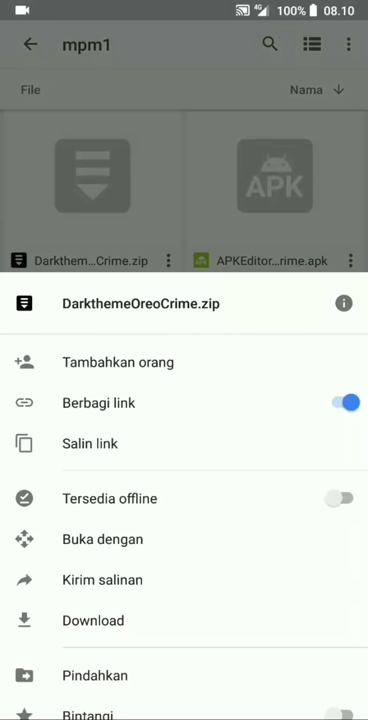 4G 100% 08.10
mpm1
File Nama
Darkthem...Crime.zip APKEditor...rime.apk
APK
DarkthemeOreoCrime.zip
Tambahkan orang
Berbagi link
Salin link
Tersedia offline
Buka dengan
Kirim salinan
Download
Pindahkan
Bintangi